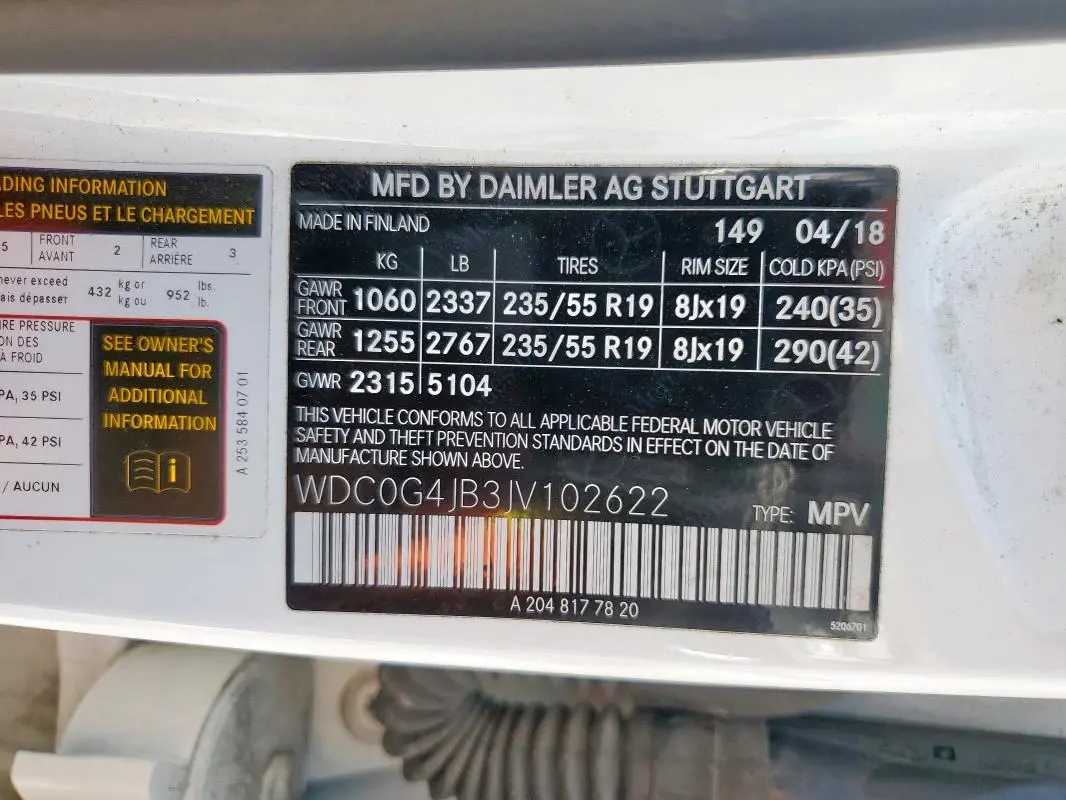 ADING INFORMATION
LES PNEUS ET LE CHARGEMENT
5 FRONT AVANT 2 REAR ARRIÈRE 3
never exceed
ais dépasser 432 kg or kg ou 952 lbs. lb.
IRE PRESSURE
ON DES
À FROID
PA, 35 PSI
PA, 42 PSI
/ AUCUN
SEE OWNER'S
MANUAL FOR
ADDITIONAL
INFORMATION
i
A 253 584 07 01
MFD BY DAIMLER AG STUTTGART
MADE IN FINLAND 149 04/18
KG LB TIRES RIM SIZE COLD KPA (PSI)
GAWR FRONT 1060 2337 235/55 R19 8Jx19 240(35)
GAWR REAR 1255 2767 235/55 R19 8Jx19 290(42)
GVWR 2315 5104
THIS VEHICLE CONFORMS TO ALL APPLICABLE FEDERAL MOTOR VEHICLE
SAFETY AND THEFT PREVENTION STANDARDS IN EFFECT ON THE DATE OF
MANUFACTURE SHOWN ABOVE.
WDC0G4JB3JV102622 TYPE: MPV
A 204 817 78 20
5206701